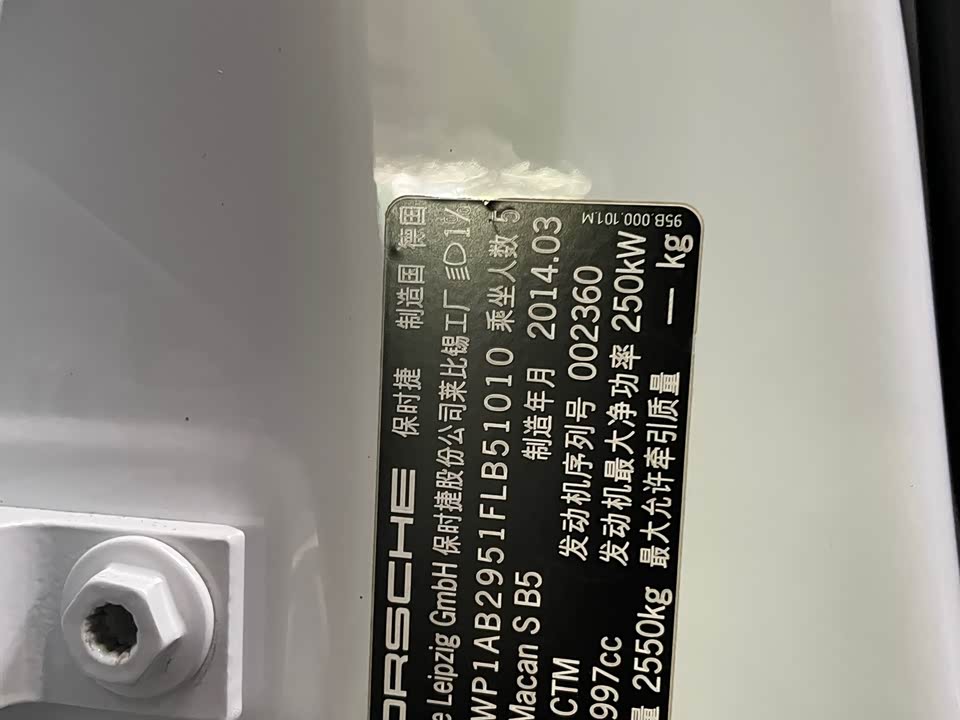 ORSCHE 保时捷 制造国 德国
e Leipzig GmbH 保时捷股份公司莱比锡工厂 1%
WP1AB2951FLB51010 乘坐人数 5
Macan S B5 制造年月 2014.03
CTM 发动机序列号 002360
997cc 发动机最大净功率 250kW
量 2550kg 最大允许牵引质量 — kg
95B.000.101.M